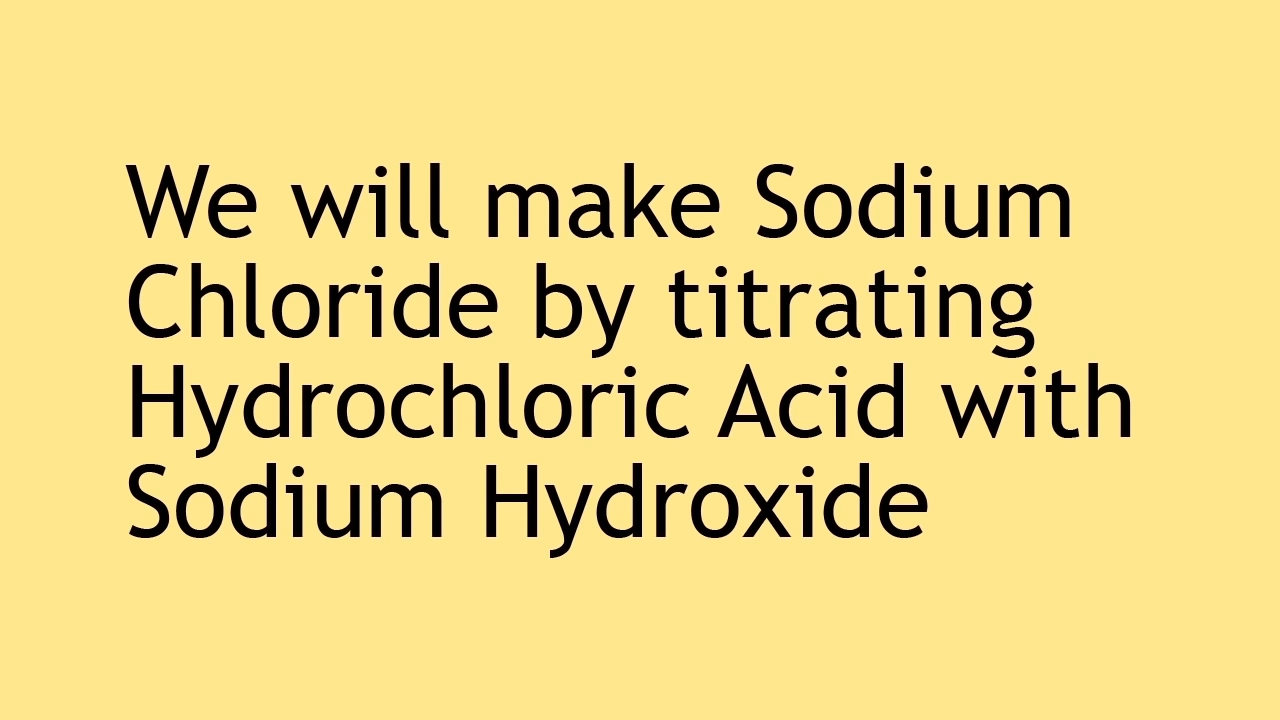 We will make Sodium
Chloride by titrating
Hydrochloric Acid with
Sodium Hydroxide